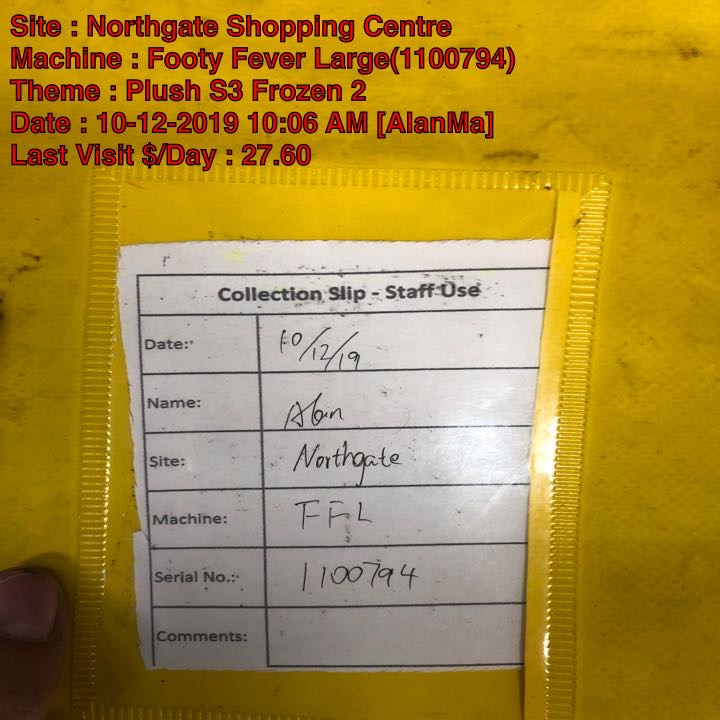 Site : Northgate Shopping Centre
Machine : Footy Fever Large(1100794)
Theme : Plush S3 Frozen 2
Date : 10-12-2019 10:06 AM [AlanMa]
Last Visit $/Day : 27.60
Collection Slip - Staff Use
Date: 10/12/19
Name: Alan
Site: Northgate
Machine: FFL
Serial No.: 1100794
Comments: